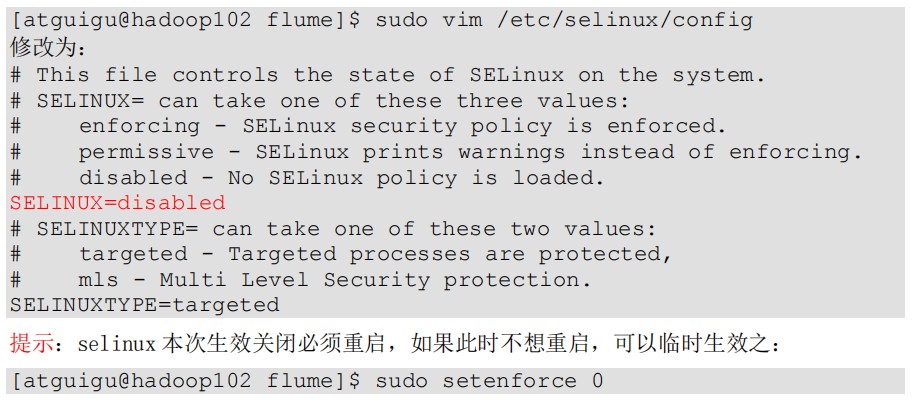 [atguigu@hadoop102 flume]$ sudo vim /etc/selinux/config
修改为：
# This file controls the state of SELinux on the system.
# SELINUX= can take one of these three values:
#     enforcing - SELinux security policy is enforced.
#     permissive - SELinux prints warnings instead of enforcing.
#     disabled - No SELinux policy is loaded.
SELINUX=disabled
# SELINUXTYPE= can take one of these two values:
#     targeted - Targeted processes are protected,
#     mls - Multi Level Security protection.
SELINUXTYPE=targeted
提示：selinux 本次生效关闭必须重启，如果此时不想重启，可以临时生效之：
[atguigu@hadoop102 flume]$ sudo setenforce 0